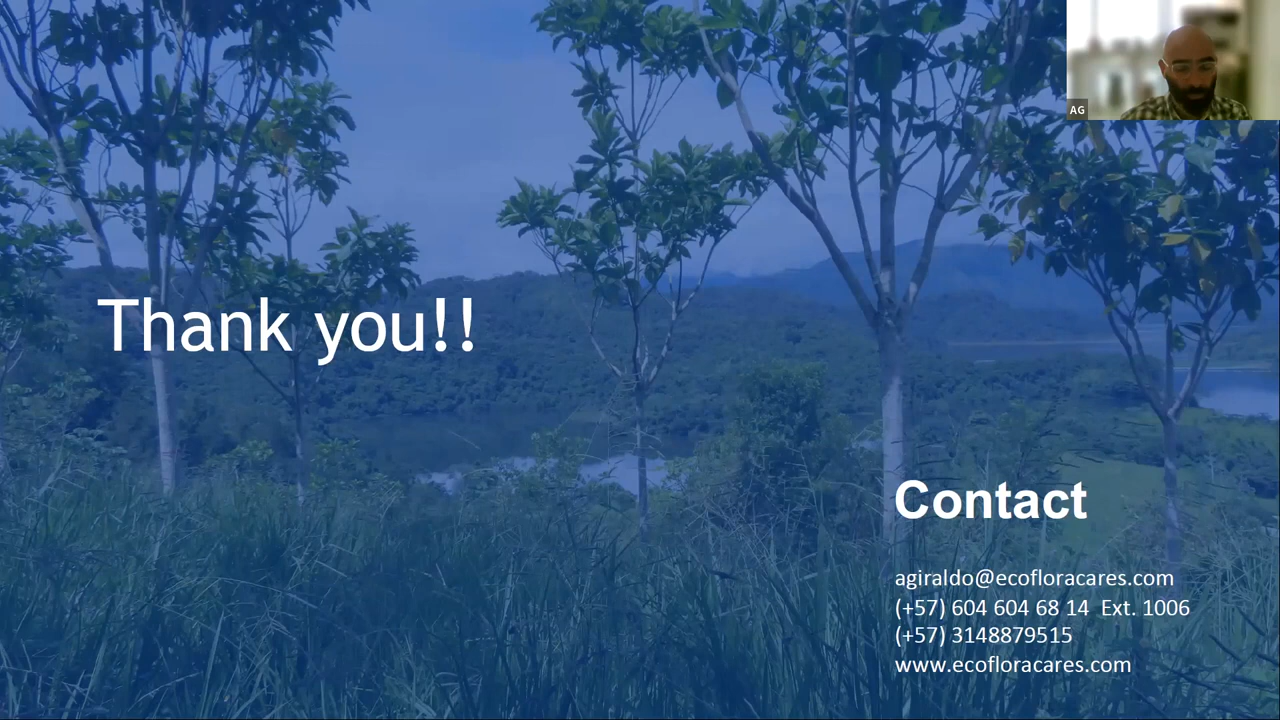 AG
Thank you!!
Contact
agiraldo@ecofloracares.com
(+57) 604 604 68 14 Ext. 1006
(+57) 3148879515
www.ecofloracares.com